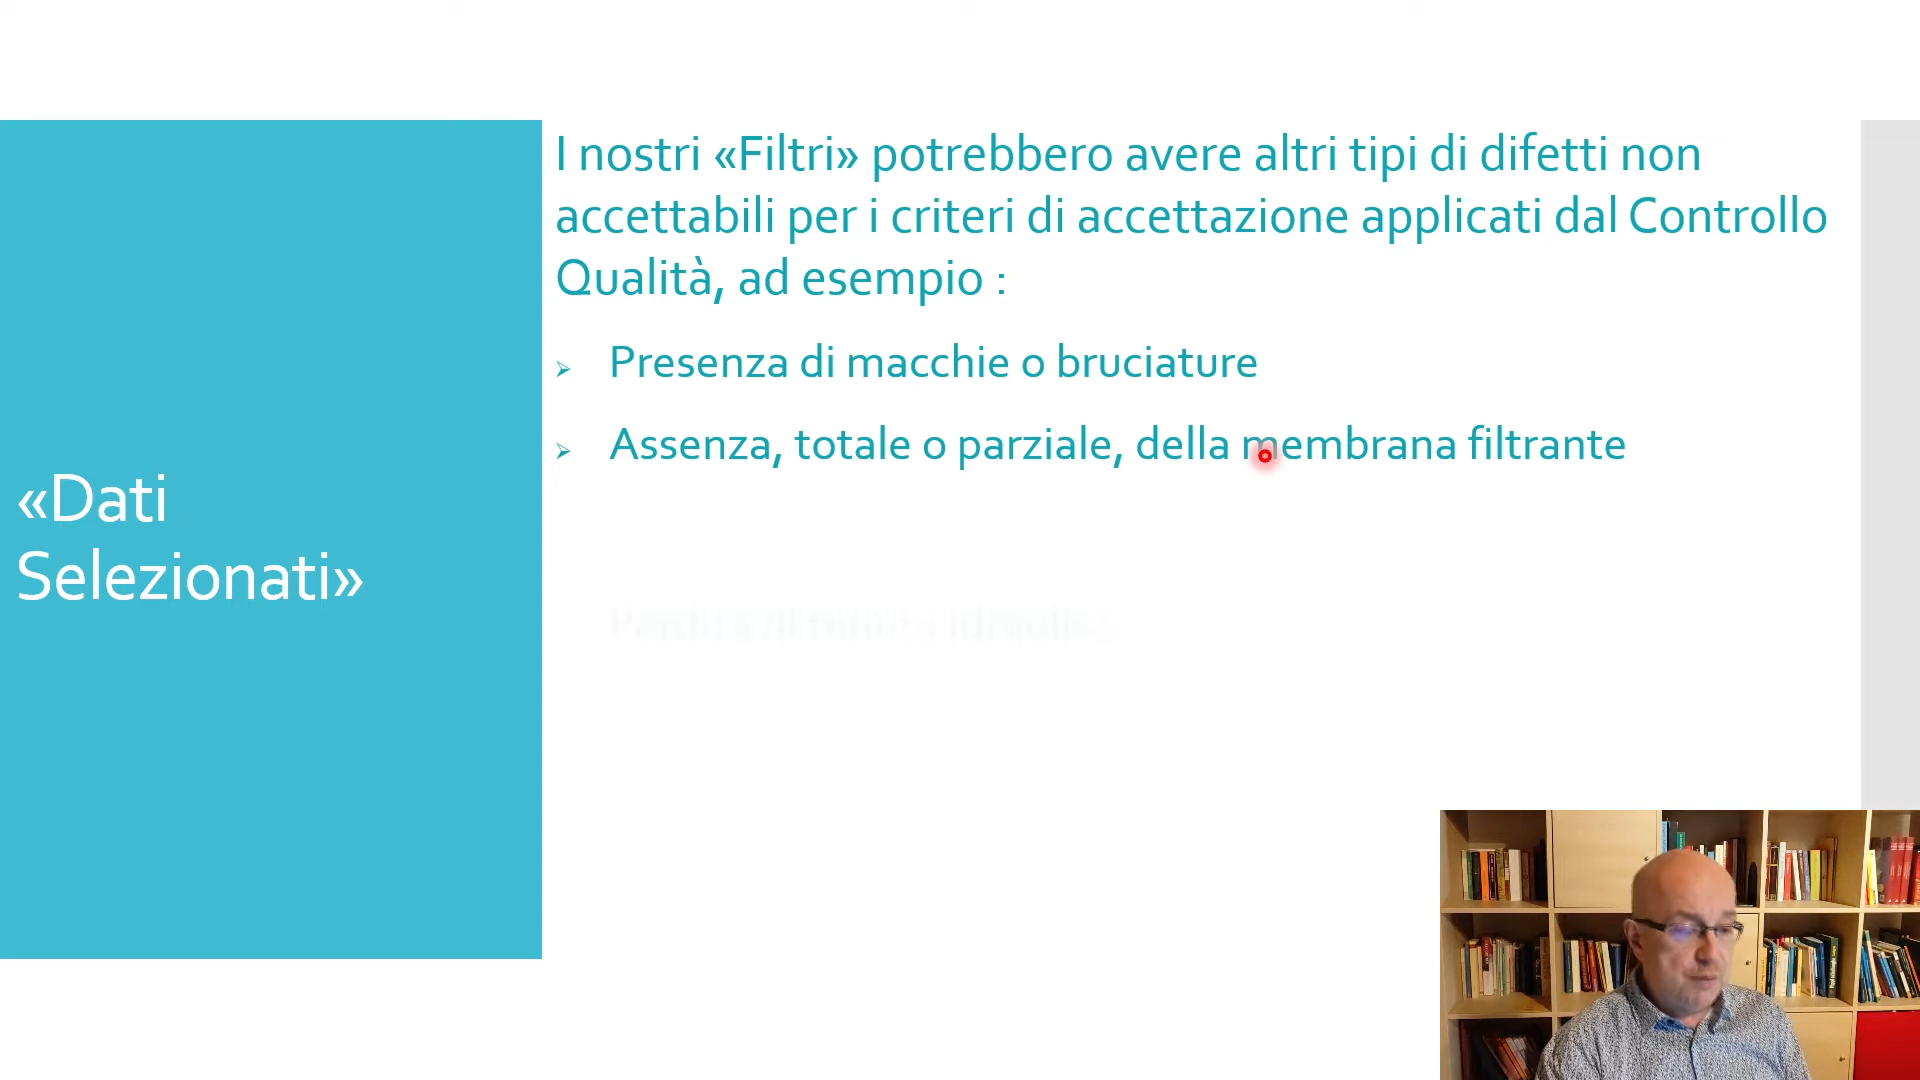 «Dati
Selezionati»
I nostri «Filtri» potrebbero avere altri tipi di difetti non
accettabili per i criteri di accettazione applicati dal Controllo
Qualità, ad esempio :
Presenza di macchie o bruciature
Assenza, totale o parziale, della membrana filtrante